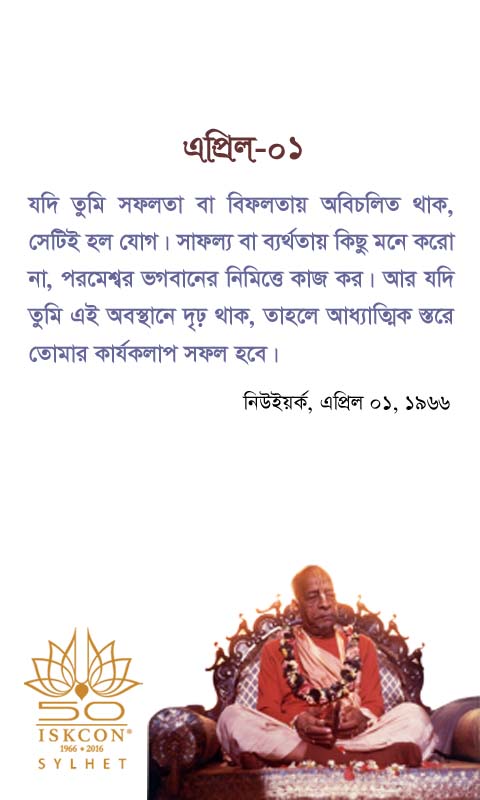 এপ্রিল-০১
যদি তুমি সফলতা বা বিফলতায় অবিচলিত থাক,
সেটিই হল যোগ। সাফল্য বা ব্যর্থতায় কিছু মনে করো
না, পরমেশ্বর ভগবানের নিমিত্তে কাজ কর। আর যদি
তুমি এই অবস্থানে দৃঢ় থাক, তাহলে আধ্যাত্মিক স্তরে
তোমার কার্যকলাপ সফল হবে।
নিউইয়র্ক, এপ্রিল ০১, ১৯৬৬
50
ISKCON®
1966 • 2016
SYLHET